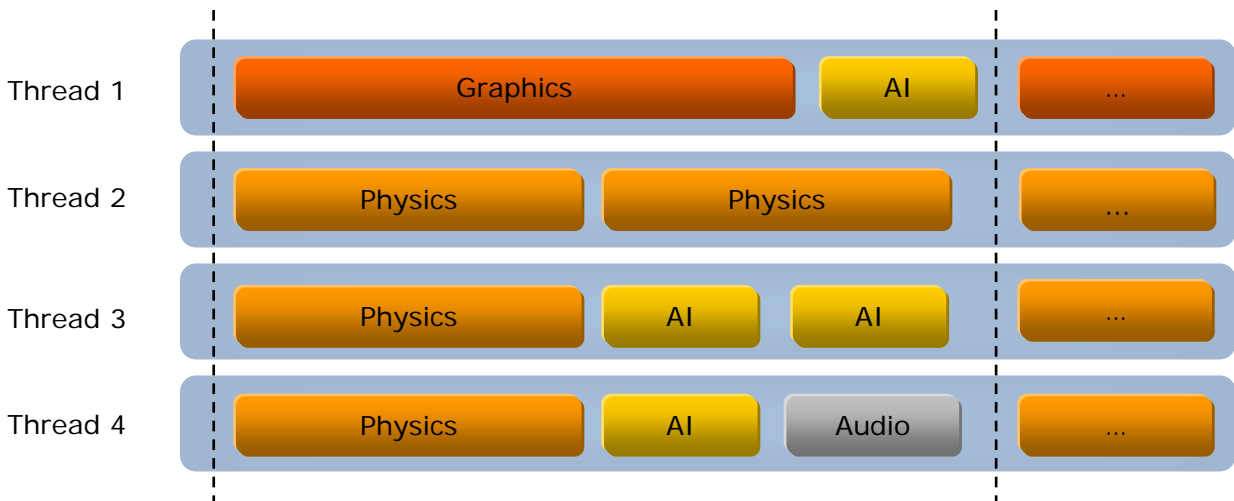 Thread 1
Graphics
AI
...
Thread 2
Physics
Physics
...
Thread 3
Physics
AI
AI
...
Thread 4
Physics
AI
Audio
...